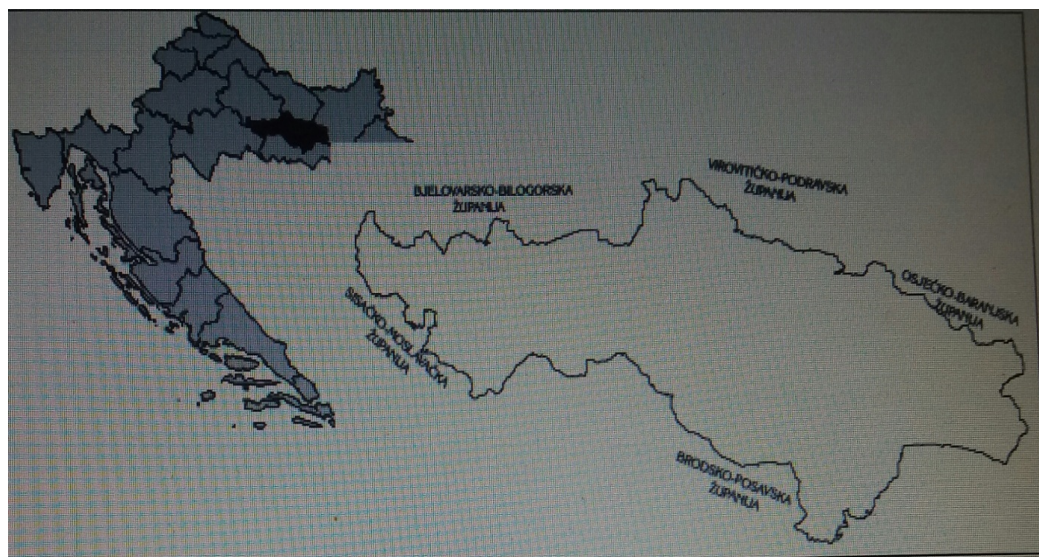 BJELOVARSKO-BILOGORSKA
ŽUPANIJA
VIROVITIČKO-PODRAVSKA
ŽUPANIJA
OSJEČKO-BARANJSKA
ŽUPANIJA
SISAČKO-MOSLAVAČKA
ŽUPANIJA
BRODSKO-POSAVSKA
ŽUPANIJA